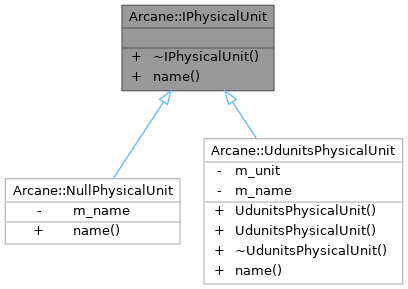 Arcane::IPhysicalUnit
+ ~IPhysicalUnit()
+ name()
Arcane::NullPhysicalUnit
- m_name
+ name()
Arcane::UdunitsPhysicalUnit
- m_unit
- m_name
+ UdunitsPhysicalUnit()
+ UdunitsPhysicalUnit()
+ ~UdunitsPhysicalUnit()
+ name()